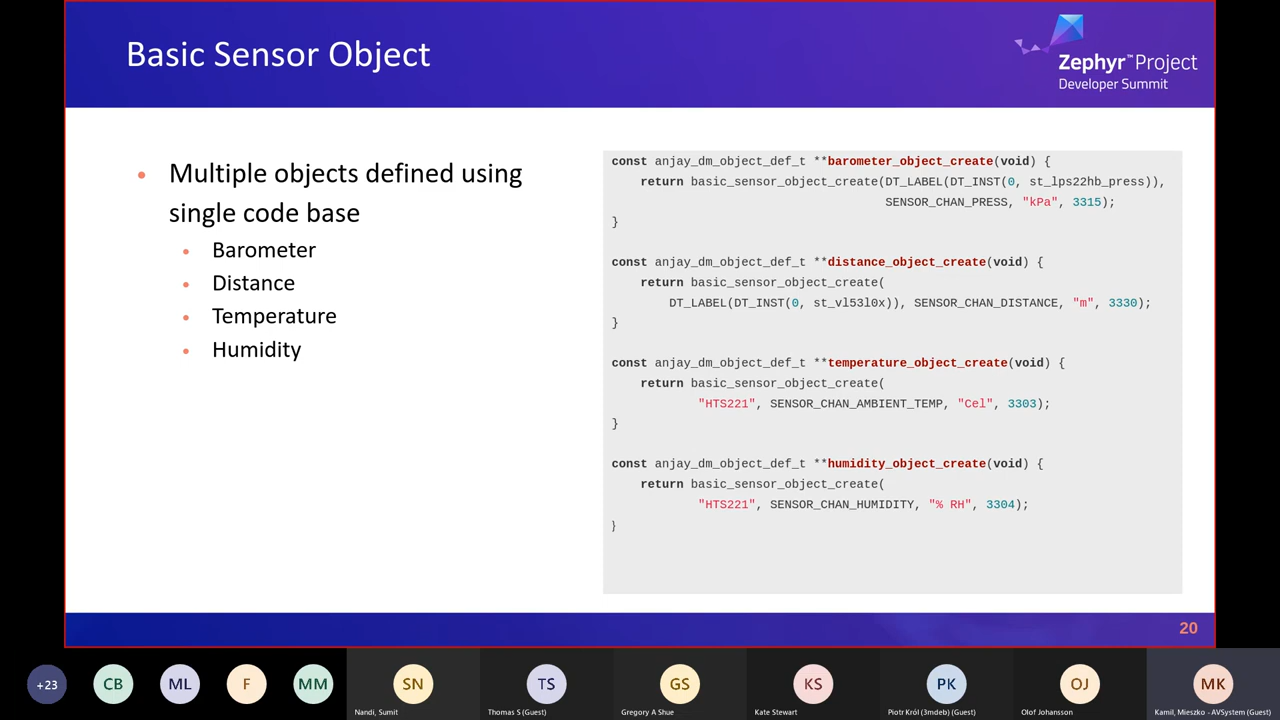 Basic Sensor Object
Zephyr™Project
Developer Summit
• Multiple objects defined using
single code base
• Barometer
• Distance
• Temperature
• Humidity
const anjay_dm_object_def_t **barometer_object_create(void) {
    return basic_sensor_object_create(DT_LABEL(DT_INST(0, st_lps22hb_press)),
                                      SENSOR_CHAN_PRESS, "kPa", 3315);
}
const anjay_dm_object_def_t **distance_object_create(void) {
    return basic_sensor_object_create(
        DT_LABEL(DT_INST(0, st_vl53l0x)), SENSOR_CHAN_DISTANCE, "m", 3330);
}
const anjay_dm_object_def_t **temperature_object_create(void) {
    return basic_sensor_object_create(
            "HTS221", SENSOR_CHAN_AMBIENT_TEMP, "Cel", 3303);
}
const anjay_dm_object_def_t **humidity_object_create(void) {
    return basic_sensor_object_create(
            "HTS221", SENSOR_CHAN_HUMIDITY, "% RH", 3304);
}
20
+23
CB
ML
F
MM
SN
TS
GS
KS
PK
OJ
MK
Nandi, Sumit
Thomas S (Guest)
Gregory A Shue
Kate Stewart
Piotr Król (3mdeb) (Guest)
Olof Johansson
Kamil, Mieszko - AVSystem (Guest)